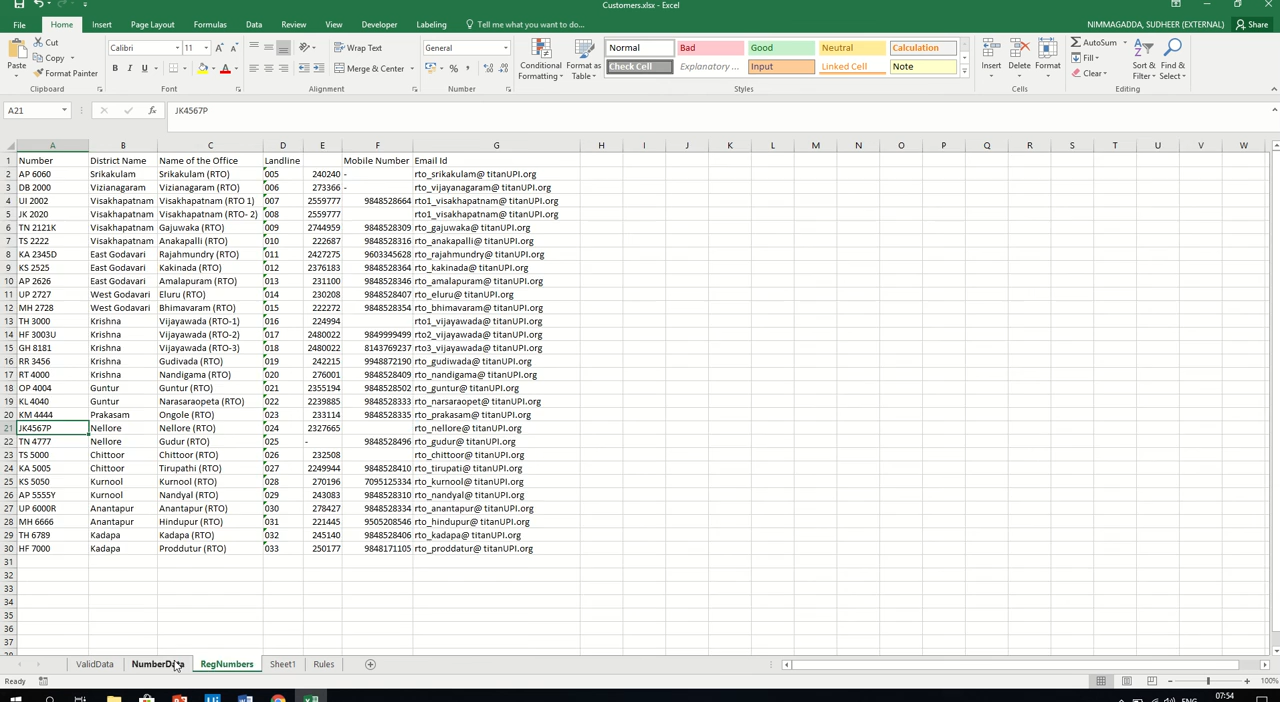 Customers.xlsx - Excel
File Home Insert Page Layout Formulas Data Review View Developer Labeling Tell me what you want to do... NIMMAGADDA, SUDHEER (EXTERNAL) Share
Paste Cut Copy Format Painter Clipboard
Calibri 11 B I U A Font
Wrap Text Merge & Center Alignment
General % Number
Conditional Formatting Format as Table
Normal Bad Good Neutral Calculation
Check Cell Explanatory ... Input Linked Cell Note
Styles
Insert Delete Format Cells
AutoSum Fill Clear Sort & Filter Find & Select Editing
A21 fx JK4567P
A B C D E F G H I J K L M N O P Q R S T U V W
1 Number District Name Name of the Office Landline Mobile Number Email Id
2 AP 6060 Srikakulam Srikakulam (RTO) 005 240240 - rto_srikakulam@ titanUPI.org
3 DB 2000 Vizianagaram Vizianagaram (RTO) 006 273366 - rto_vijayanagaram@ titanUPI.org
4 UI 2002 Visakhapatnam Visakhapatnam (RTO 1) 007 2559777 9848528664 rto1_visakhapatnam@ titanUPI.org
5 JK 2020 Visakhapatnam Visakhapatnam (RTO- 2) 008 2559777 rto1_visakhapatnam@ titanUPI.org
6 TN 2121K Visakhapatnam Gajuwaka (RTO) 009 2744959 9848528309 rto_gajuwaka@ titanUPI.org
7 TS 2222 Visakhapatnam Anakapalli (RTO) 010 222687 9848528316 rto_anakapalli@ titanUPI.org
8 KA 2345D East Godavari Rajahmundry (RTO) 011 2427275 9603345628 rto_rajahmundry@ titanUPI.org
9 KS 2525 East Godavari Kakinada (RTO) 012 2376183 9848528364 rto_kakinada@ titanUPI.org
10 AP 2626 East Godavari Amalapuram (RTO) 013 231100 9848528346 rto_amalapuram@ titanUPI.org
11 UP 2727 West Godavari Eluru (RTO) 014 230208 9848528407 rto_eluru@ titanUPI.org
12 MH 2728 West Godavari Bhimavaram (RTO) 015 222272 9848528354 rto_bhimavaram@ titanUPI.org
13 TH 3000 Krishna Vijayawada (RTO-1) 016 224994 rto1_vijayawada@ titanUPI.org
14 HF 3003U Krishna Vijayawada (RTO-2) 017 2480022 9849999499 rto2_vijayawada@ titanUPI.org
15 GH 8181 Krishna Vijayawada (RTO-3) 018 2480022 8143769237 rto3_vijayawada@ titanUPI.org
16 RR 3456 Krishna Gudivada (RTO) 019 242215 9948872190 rto_gudiwada@ titanUPI.org
17 RT 4000 Krishna Nandigama (RTO) 020 276001 9848528409 rto_nandigama@ titanUPI.org
18 OP 4004 Guntur Guntur (RTO) 021 2355194 9848528502 rto_guntur@ titanUPI.org
19 KL 4040 Guntur Narasaraopeta (RTO) 022 2239885 9848528333 rto_narsaraopet@ titanUPI.org
20 KM 4444 Prakasam Ongole (RTO) 023 233114 9848528335 rto_prakasam@ titanUPI.org
21 JK4567P Nellore Nellore (RTO) 024 2327665 rto_nellore@ titanUPI.org
22 TN 4777 Nellore Gudur (RTO) 025 - 9848528496 rto_gudur@ titanUPI.org
23 TS 5000 Chittoor Chittoor (RTO) 026 232508 rto_chittoor@ titanUPI.org
24 KA 5005 Chittoor Tirupathi (RTO) 027 2249944 9848528410 rto_tirupati@ titanUPI.org
25 KS 5050 Kurnool Kurnool (RTO) 028 270196 7095125334 rto_kurnool@ titanUPI.org
26 AP 5555Y Kurnool Nandyal (RTO) 029 243083 9848528310 rto_nandyal@ titanUPI.org
27 UP 6000R Anantapur Anantapur (RTO) 030 278427 9848528334 rto_anantapur@ titanUPI.org
28 MH 6666 Anantapur Hindupur (RTO) 031 221445 9505208546 rto_hindupur@ titanUPI.org
29 TH 6789 Kadapa Kadapa (RTO) 032 245140 9848528406 rto_kadapa@ titanUPI.org
30 HF 7000 Kadapa Proddutur (RTO) 033 250177 9848171105 rto_proddatur@ titanUPI.org
31
32
33
34
35
36
37
38
ValidData NumberData RegNumbers Sheet1 Rules
Ready 100%
ENG 07:54